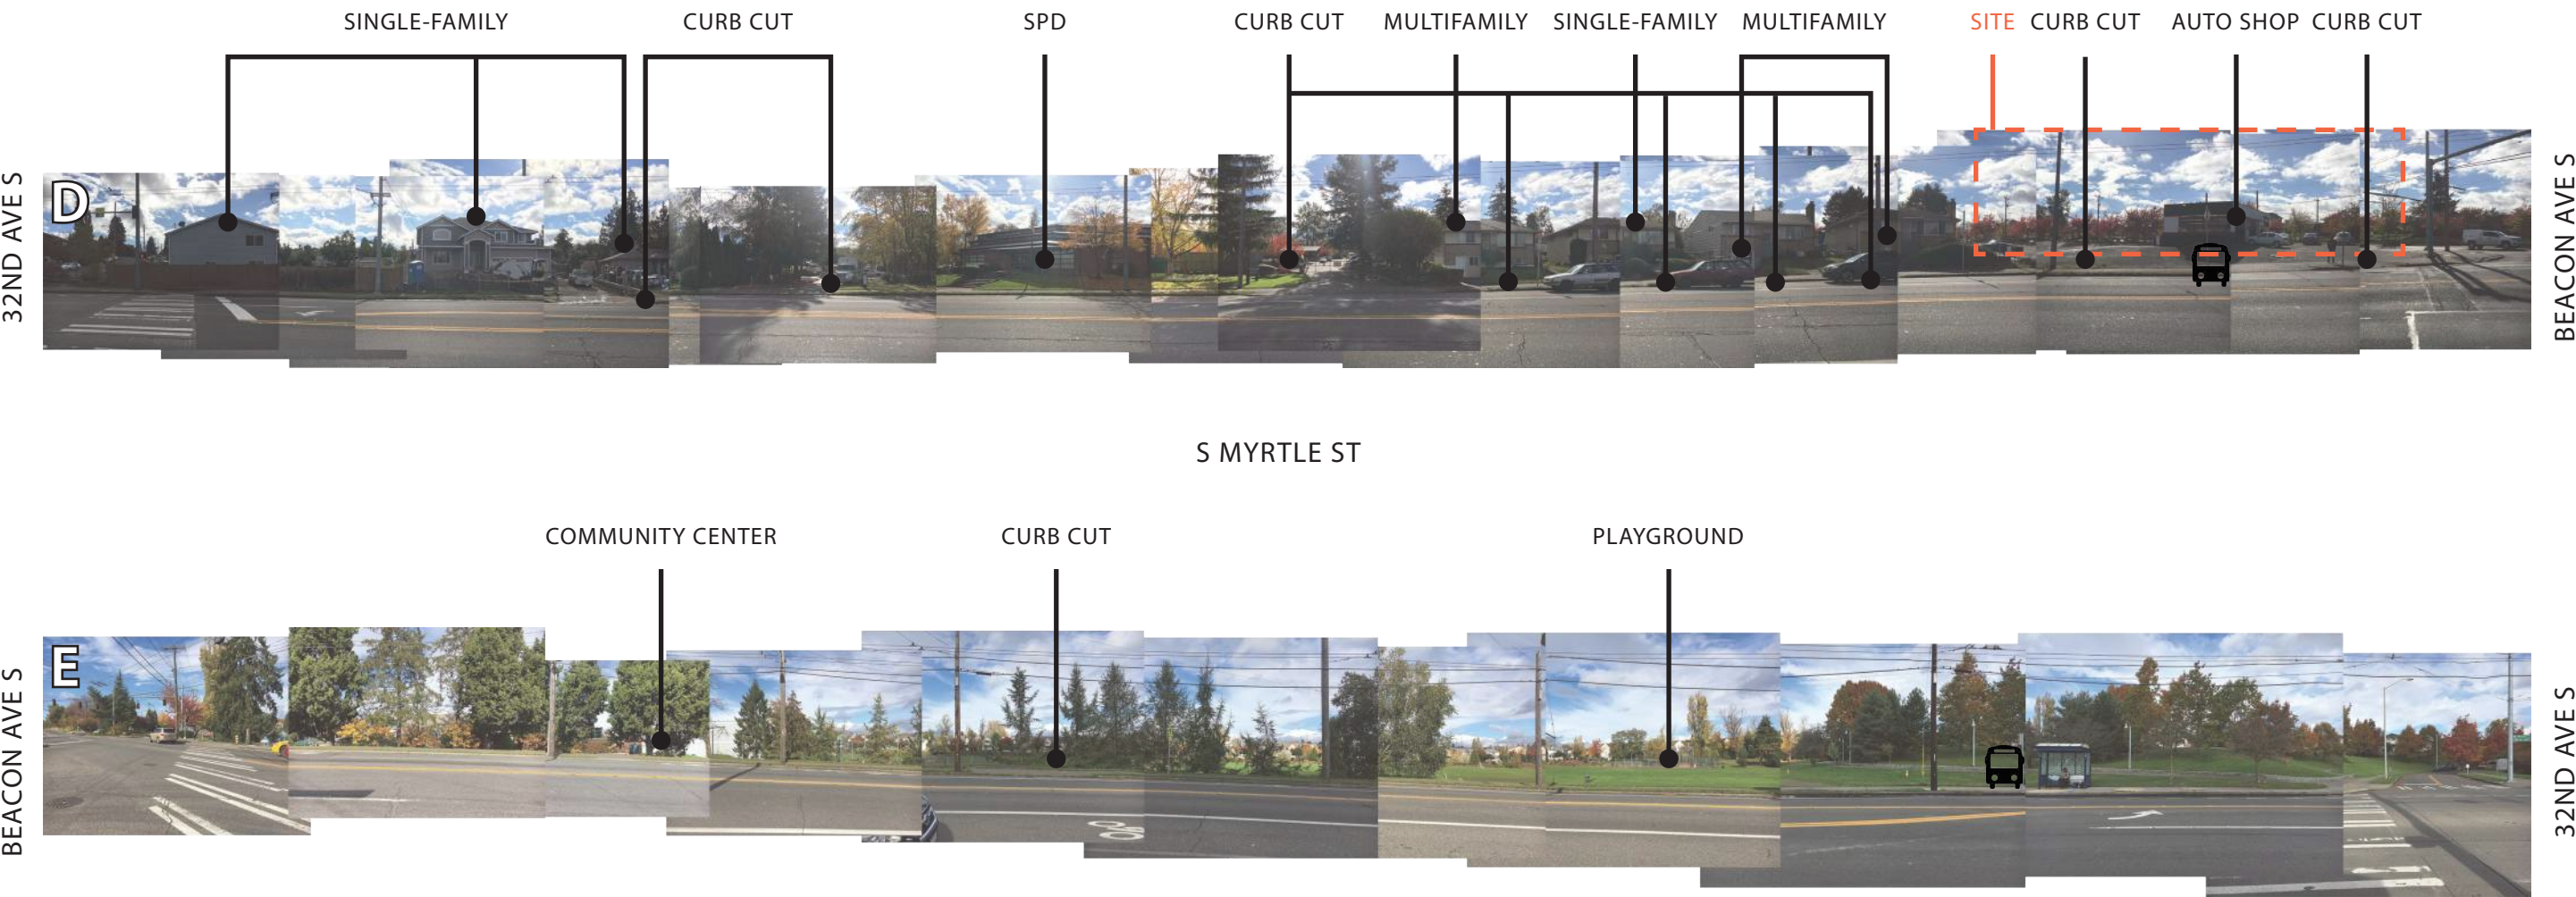 SINGLE-FAMILY
CURB CUT
SPD
CURB CUT
MULTIFAMILY
SINGLE-FAMILY
MULTIFAMILY
SITE
CURB CUT
AUTO SHOP
CURB CUT
32ND AVE S
D
BEACON AVE S
S MYRTLE ST
COMMUNITY CENTER
CURB CUT
PLAYGROUND
BEACON AVE S
E
32ND AVE S